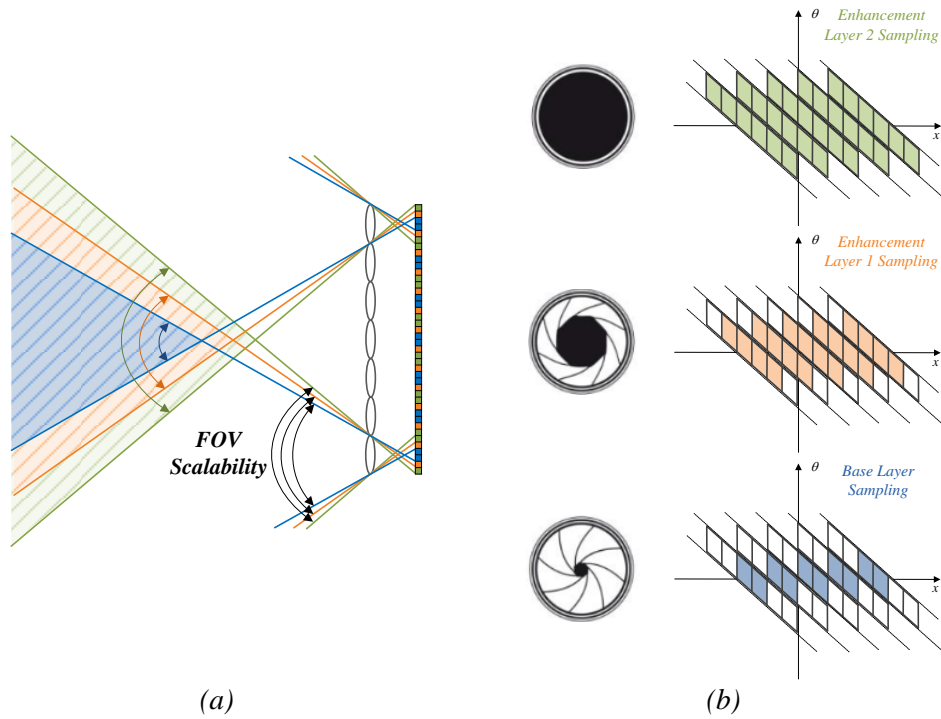 FOV
Scalability
(a)
θ
Enhancement
Layer 2 Sampling
x
θ
Enhancement
Layer 1 Sampling
x
θ
Base Layer
Sampling
x
(b)